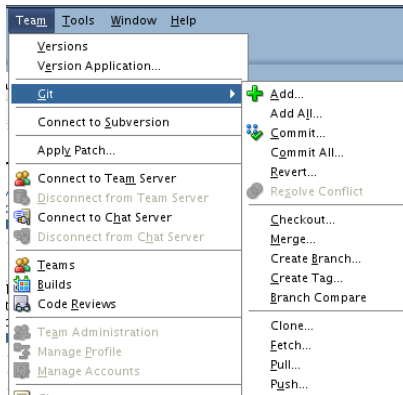 Team Tools Window Help
Versions
Version Application...
Git
Connect to Subversion
Apply Patch...
Connect to Team Server
Disconnect from Team Server
Connect to Chat Server
Disconnect from Chat Server
Teams
Builds
Code Reviews
Team Administration
Manage Profile
Manage Accounts
Add...
Add All...
Commit...
Commit All...
Revert...
Resolve Conflict
Checkout...
Merge...
Create Branch...
Create Tag...
Branch Compare
Clone...
Fetch...
Pull...
Push...